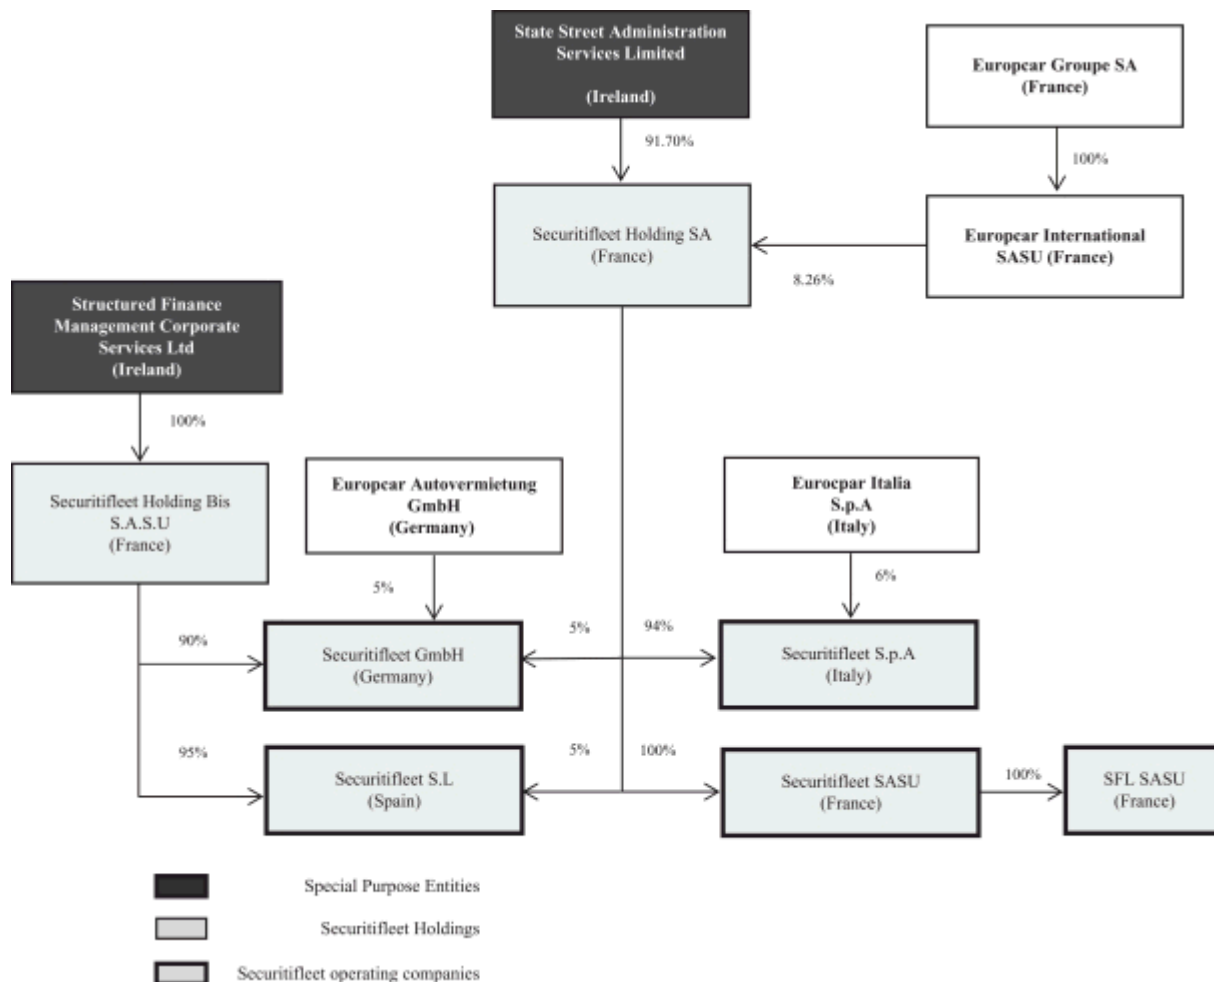 State Street Administration
Services Limited
(Ireland)
Europcar Groupe SA
(France)
91.70%
100%
Securitifleet Holding SA
(France)
Europcar International
SASU (France)
8.26%
Structured Finance
Management Corporate
Services Ltd
(Ireland)
100%
Securitifleet Holding Bis
S.A.S.U
(France)
Europcar Autovermietung
GmbH
(Germany)
Eurocpar Italia
S.p.A
(Italy)
5%
6%
90%
Securitifleet GmbH
(Germany)
5%
94%
Securitifleet S.p.A
(Italy)
95%
Securitifleet S.L
(Spain)
5%
100%
Securitifleet SASU
(France)
100%
SFL SASU
(France)
Special Purpose Entities
Securitifleet Holdings
Securitifleet operating companies